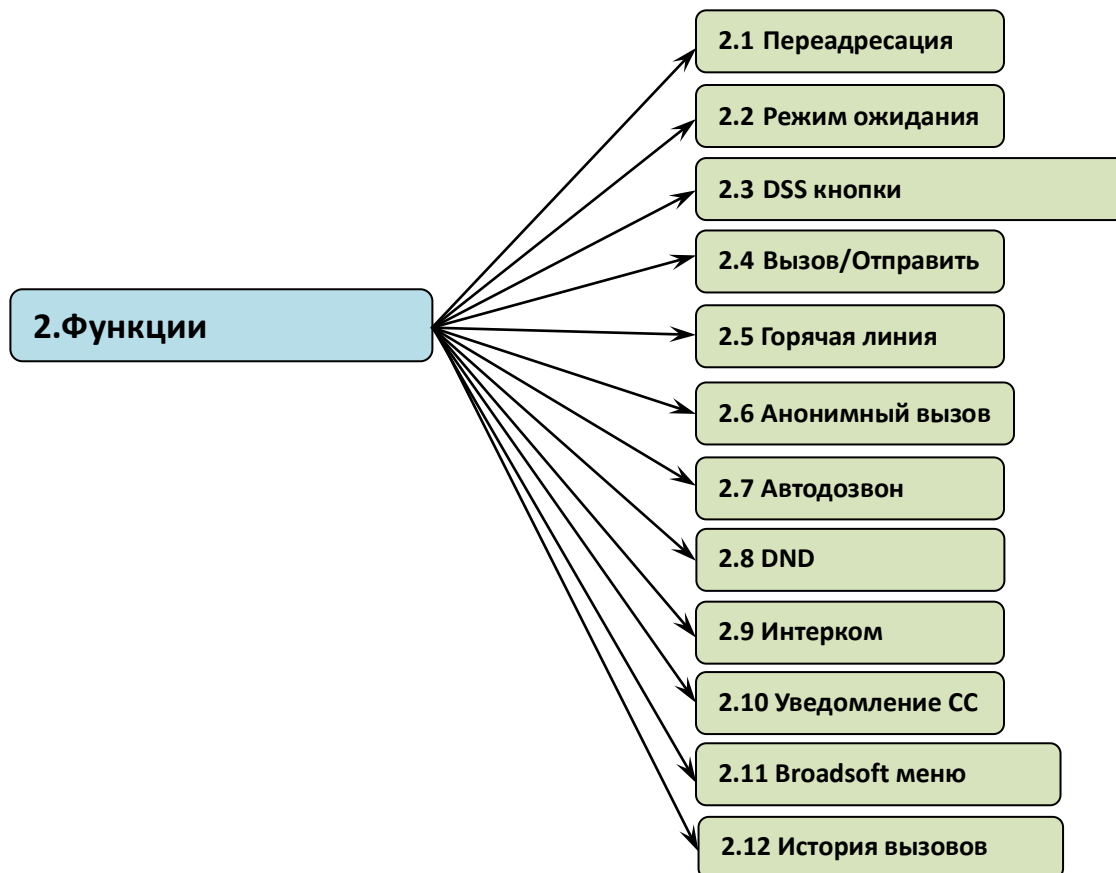 2.1 Переадресация
2.2 Режим ожидания
2.3 DSS кнопки
2.4 Вызов/Отправить
2.Функции
2.5 Горячая линия
2.6 Анонимный вызов
2.7 Автодозвон
2.8 DND
2.9 Интерком
2.10 Уведомление СС
2.11 Broadsoft меню
2.12 История вызовов